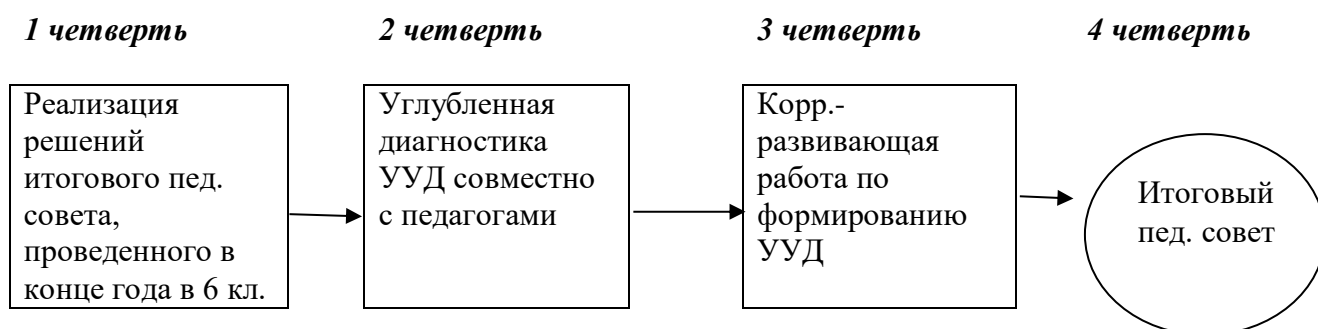 1 четверть
2 четверть
3 четверть
4 четверть
Реализация
решений
итогового пед.
совета,
проведенного в
конце года в 6 кл.
Углубленная
диагностика
УУД совместно
с педагогами
Корр.-
развивающая
работа по
формированию
УУД
Итоговый
пед. совет